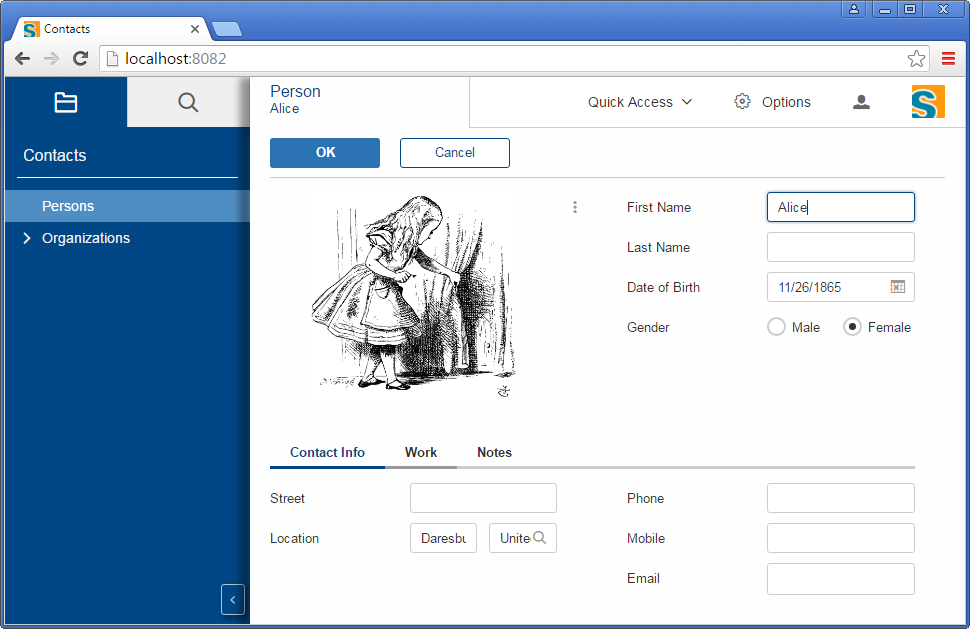 Contacts
localhost:8082
Person
Alice
Quick Access
Options
Contacts
OK
Cancel
Persons
Organizations
First Name
Alice
Last Name
Date of Birth
11/26/1865
Gender
Male
Female
Contact Info
Work
Notes
Street
Phone
Location
Daresbu
Unite
Mobile
Email